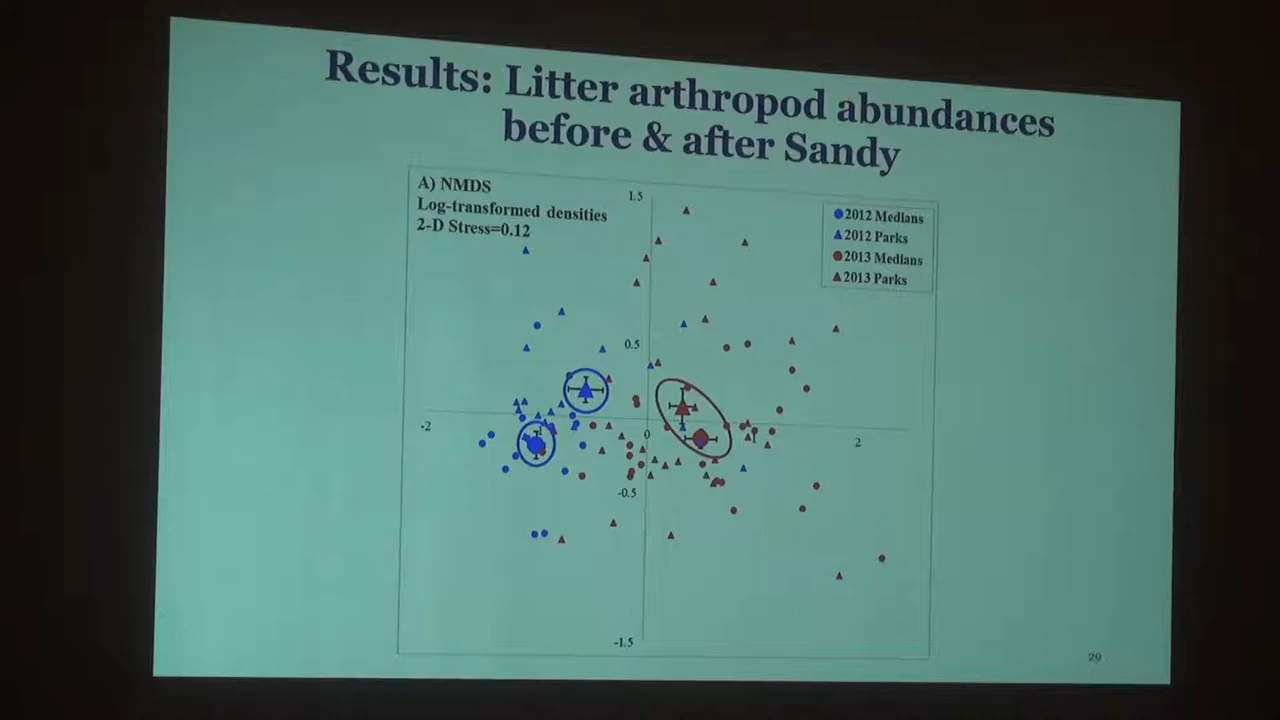 Results: Litter arthropod abundances
before & after Sandy
A) NMDS
Log-transformed densities
2-D Stress=0.12
1.5
2012 Medians
2012 Parks
2013 Medians
2013 Parks
0.5
-2
0
2
-0.5
-1.5
29